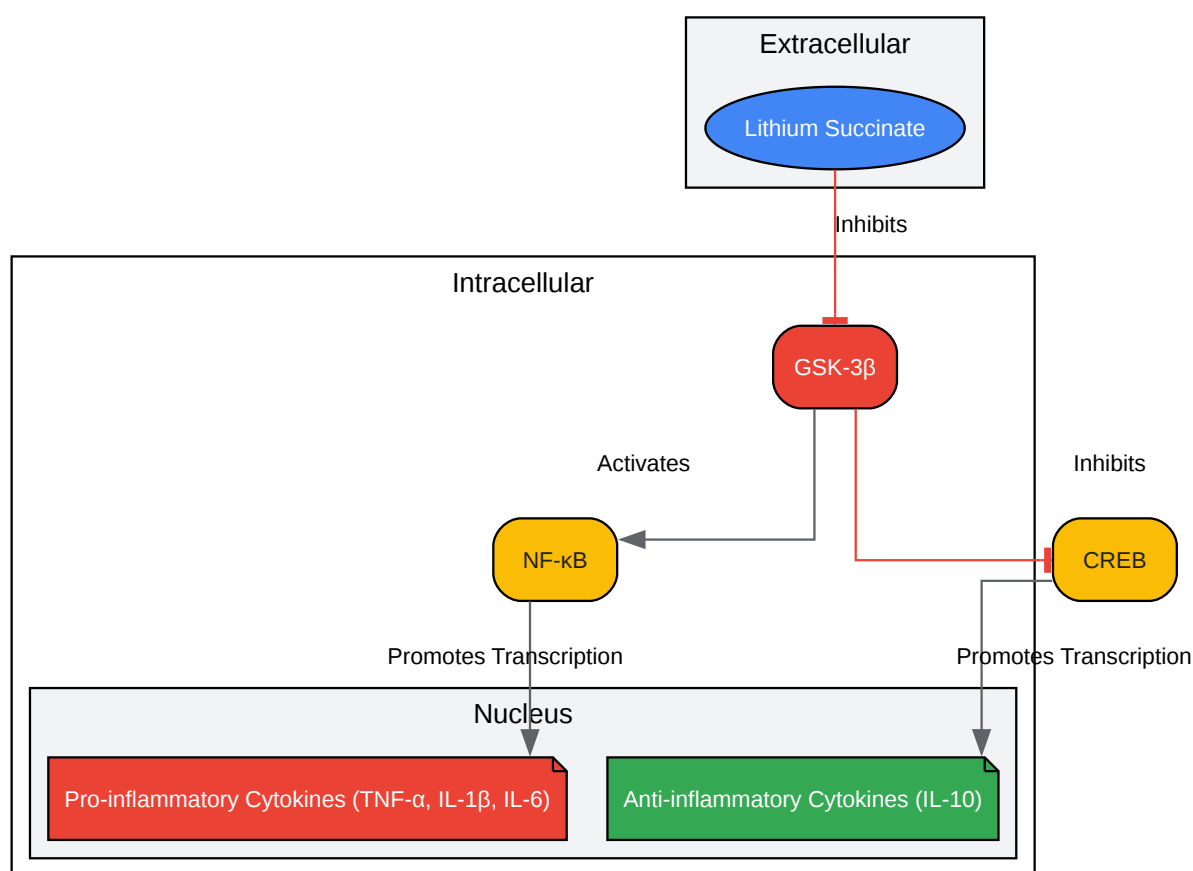 Extracellular
Lithium Succinate
Inhibits
Intracellular
GSK-3β
Activates
Inhibits
NF-κB
CREB
Promotes Transcription
Promotes Transcription
Nucleus
Pro-inflammatory Cytokines (TNF-α, IL-1β, IL-6)
Anti-inflammatory Cytokines (IL-10)